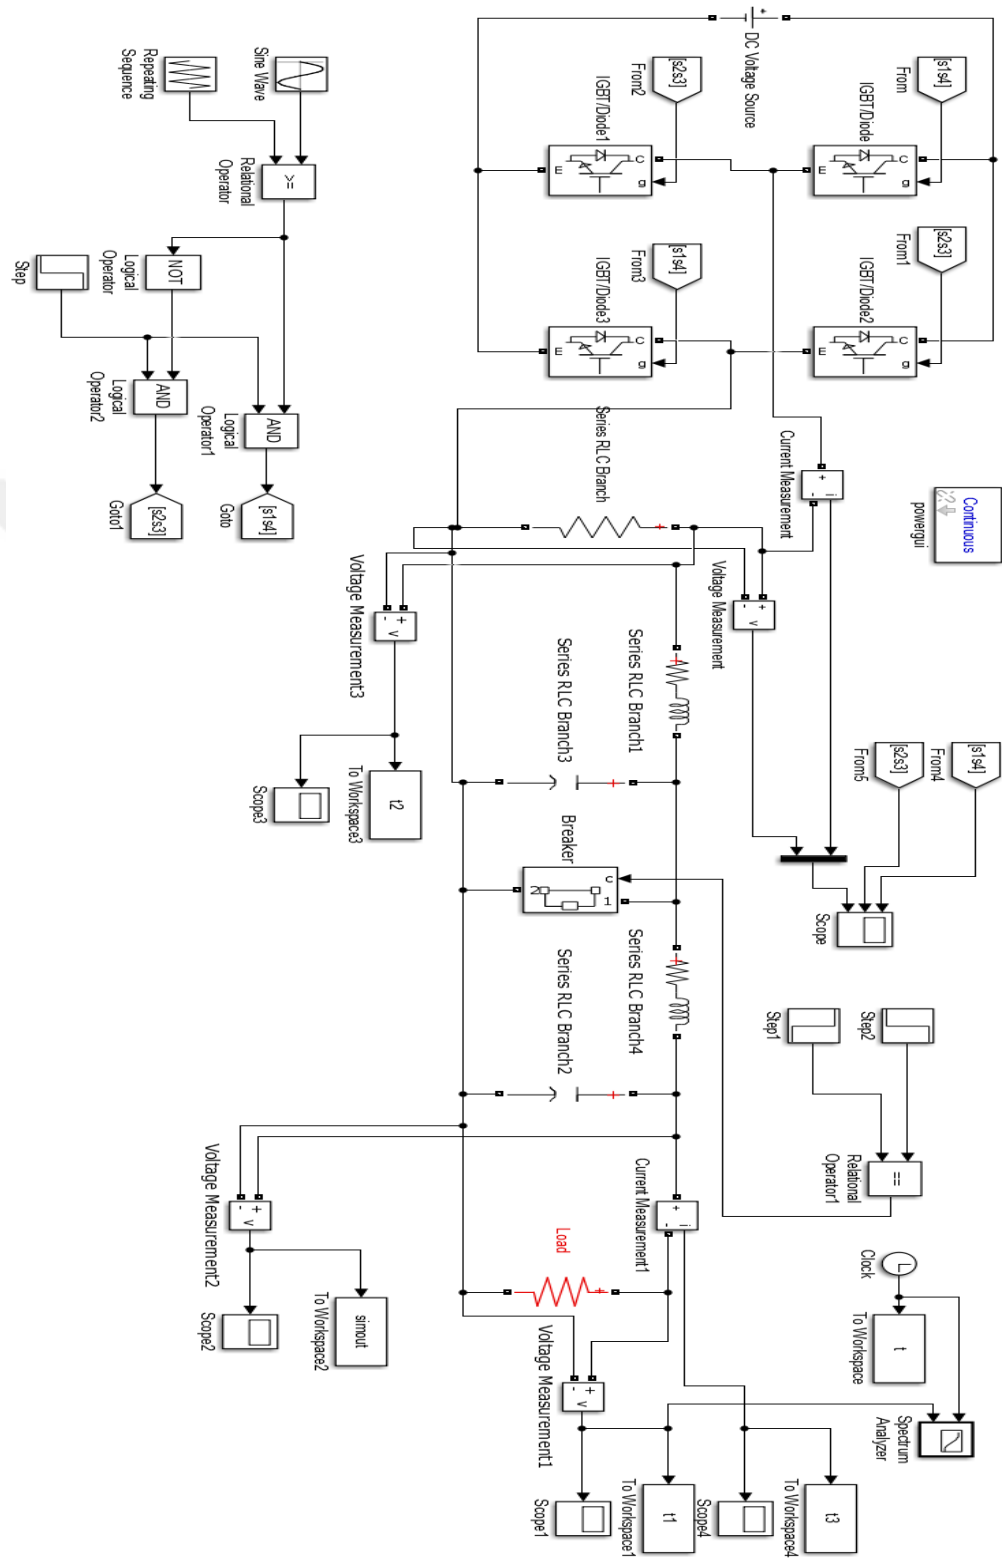 Continuous
powergui
[s1s4]
From
[s2s3]
From1
g
C
E
IGBT/Diode
g
C
E
IGBT/Diode2
DC Voltage Source
+
[s2s3]
From2
[s1s4]
From3
g
C
E
IGBT/Diode1
g
C
E
IGBT/Diode3
+
-
i
Current Measurement
+
-
v
Voltage Measurement
[s1s4]
From4
[s2s3]
From5
Scope
Step2
Step1
==
Relational
Operator1
Clock
t
To Workspace
Spectrum
Analyzer
t3
To Workspace4
Scope4
t1
To Workspace1
Scope1
+
Series RLC Branch
+
Series RLC Branch1
+
Series RLC Branch3
c
1
2
Breaker
+
Series RLC Branch4
+
Series RLC Branch2
+
-
i
Current Measurement1
+
Load
+
-
v
Voltage Measurement1
+
-
v
Voltage Measurement3
t2
To Workspace3
Scope3
+
-
v
Voltage Measurement2
simout
To Workspace2
Scope2
Sine Wave
Repeating
Sequence
>=
Relational
Operator
NOT
Logical
Operator
Step
AND
Logical
Operator1
AND
Logical
Operator2
[s1s4]
Goto
[s2s3]
Goto1